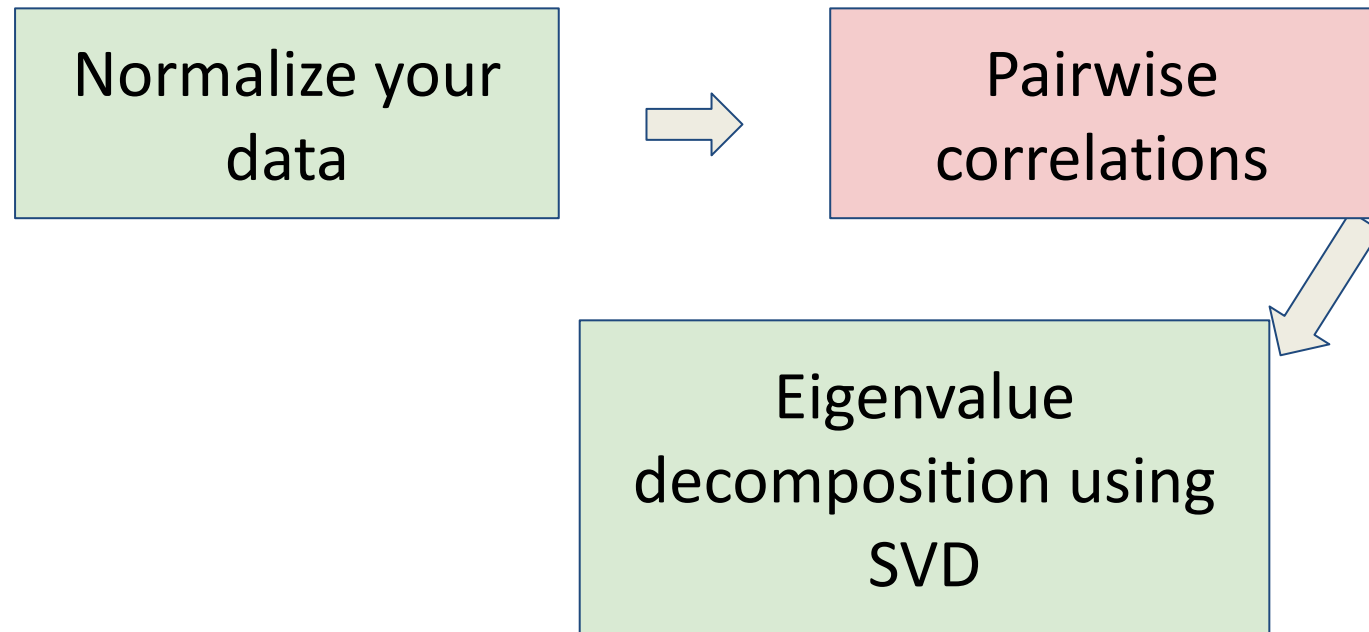 Normalize your
data
Pairwise
correlations
Eigenvalue
decomposition using
SVD